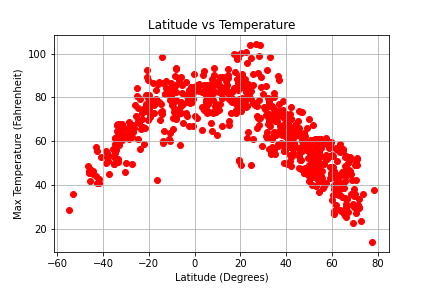 Latitude vs Temperature
Max Temperature (Fahrenheit)
100
80
60
40
20
−60 −40 −20 0 20 40 60 80
Latitude (Degrees)